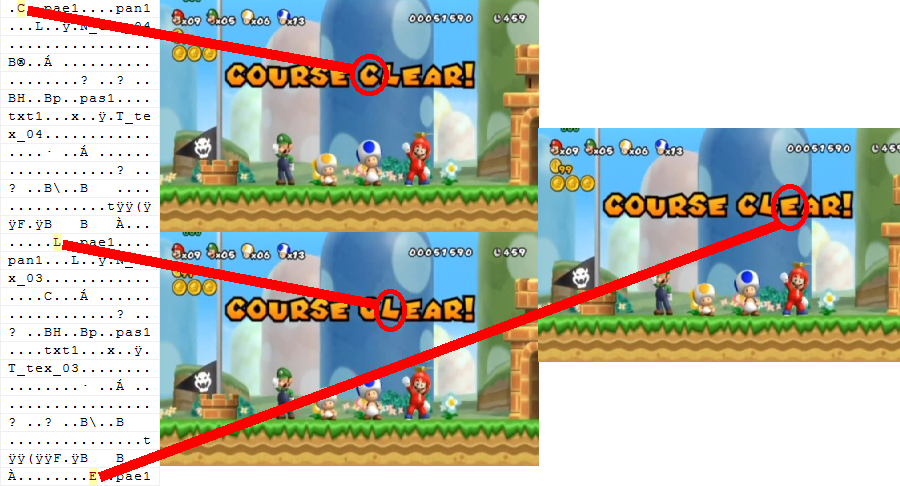 .C..pae1....pan1
...L..ÿ.N_
................
B®..Á ..........
........? ..? ..
BH..Bp..pas1....
txt1...x..ÿ.T_te
x_04............
....· ..Á ......
............?
? ..B\..B ....
...........tÿÿ(ÿ
ÿF.ÿB B À...
......L..pae1....
pan1...L..ÿ.N_
x_03............
....C...Á ......
............? ..
? ..BH..Bp..pas1
....txt1...x..ÿ.
T_tex_03........
........· ..Á ..
................
? ..? ..B\..B
...............t
ÿÿ(ÿÿF.ÿB B
À........E..pae1
x09 x05 x06 x13 00051590 459
COURSE CLEAR!
x09 x05 x06 x13 00051590 459
COURSE CLEAR!
x09 x05 x06 x13 00051590 459
99
COURSE CLEAR!